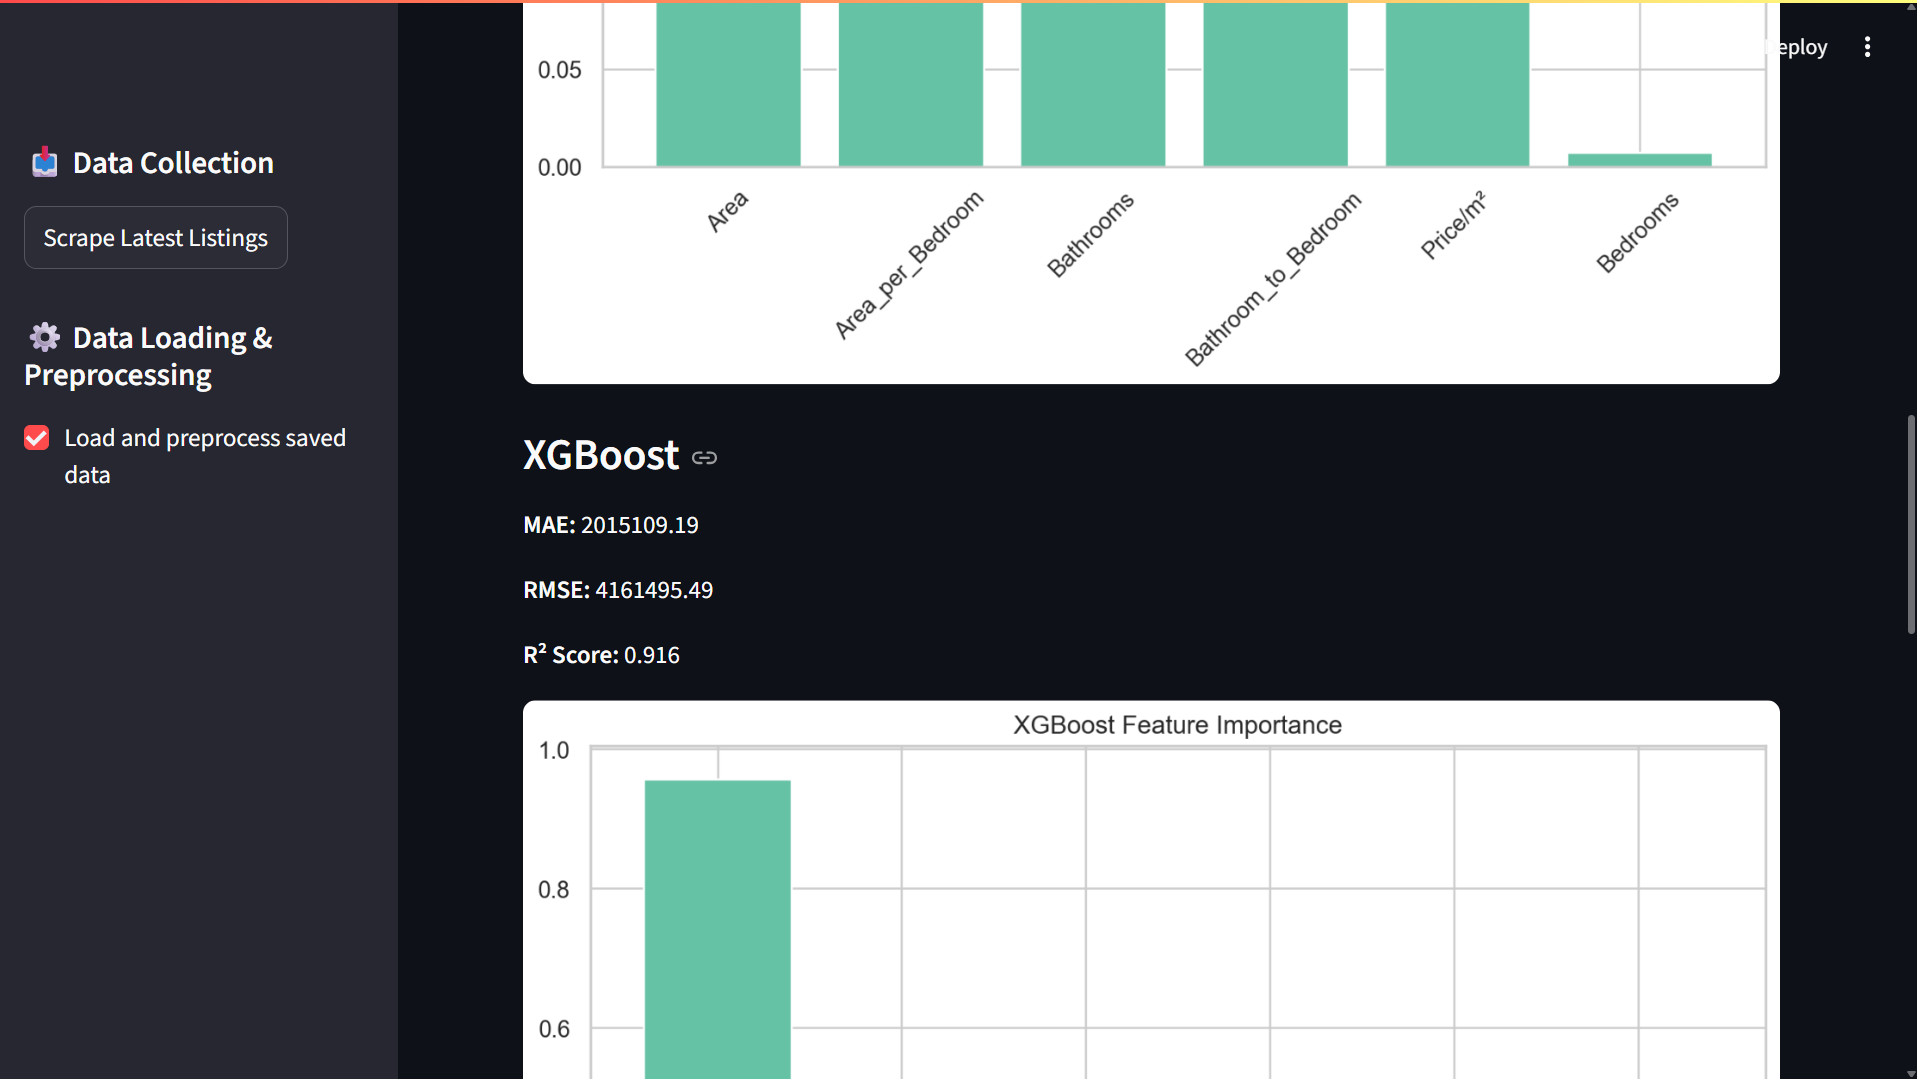 eploy
Data Collection
Scrape Latest Listings
Data Loading &
Preprocessing
Load and preprocess saved
data
0.05
0.00
Area
Area_per_Bedroom
Bathrooms
Bathroom_to_Bedroom
Price/m²
Bedrooms
XGBoost
MAE: 2015109.19
RMSE: 4161495.49
R² Score: 0.916
XGBoost Feature Importance
1.0
0.8
0.6